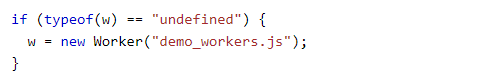 if (typeof(w) == "undefined") {
  w = new Worker("demo_workers.js");
}